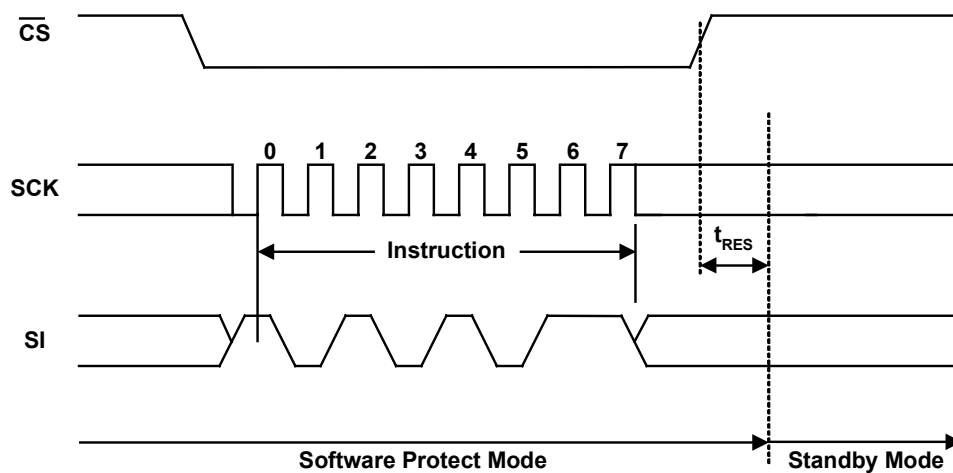 CS
0 1 2 3 4 5 6 7
SCK
tRES
Instruction
SI
Software Protect Mode Standby Mode